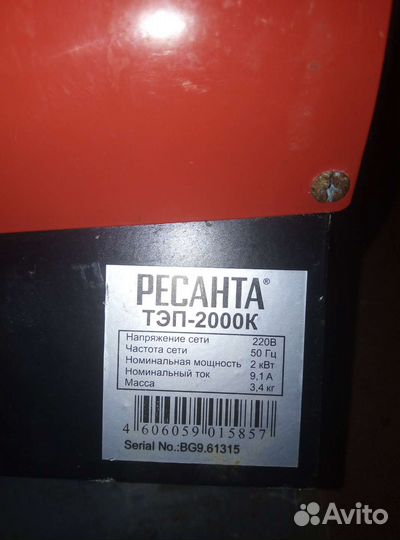 РЕСАНТА®
ТЭП-2000К
Напряжение сети 220В
Частота сети 50 Гц
Номинальная мощность 2 кВт
Номинальный ток 9,1 А
Масса 3,4 кг
4 606059 015857
Serial No.:BG9.61315
Avito